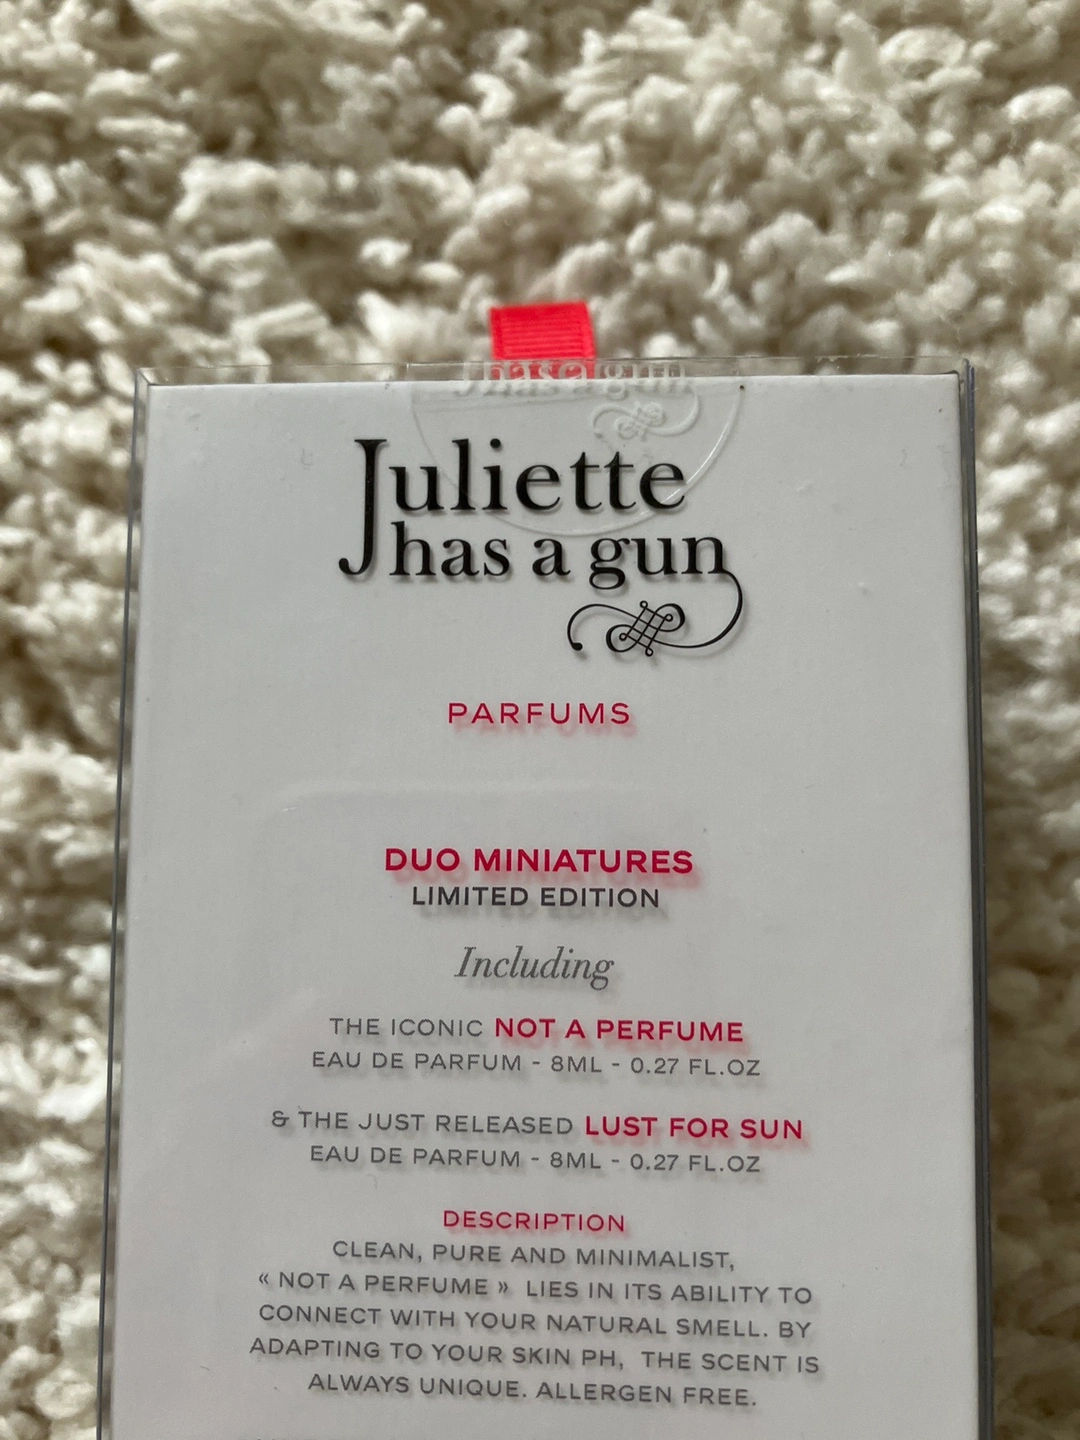 has a gun
Juliette
has a gun
PARFUMS
DUO MINIATURES
LIMITED EDITION
Including
THE ICONIC NOT A PERFUME
EAU DE PARFUM - 8ML - 0.27 FL.OZ
& THE JUST RELEASED LUST FOR SUN
EAU DE PARFUM - 8ML - 0.27 FL.OZ
DESCRIPTION
CLEAN, PURE AND MINIMALIST,
« NOT A PERFUME » LIES IN ITS ABILITY TO
CONNECT WITH YOUR NATURAL SMELL. BY
ADAPTING TO YOUR SKIN PH, THE SCENT IS
ALWAYS UNIQUE. ALLERGEN FREE.